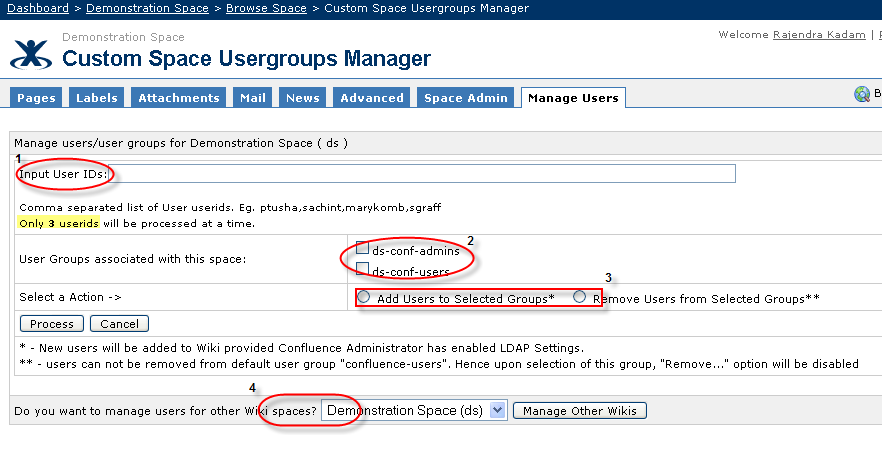 Dashboard > Demonstration Space > Browse Space > Custom Space Usergroups Manager
Demonstration Space
Welcome Rajendra Kadam |
Custom Space Usergroups Manager
Pages Labels Attachments Mail News Advanced Space Admin Manage Users B
Manage users/user groups for Demonstration Space ( ds )
1
Input User IDs:
Comma separated list of User userids. Eg. ptusha,sachint,marykomb,sgraff
Only 3 userids will be processed at a time.
2
User Groups associated with this space:
ds-conf-admins
ds-conf-users
3
Select a Action -> Add Users to Selected Groups* Remove Users from Selected Groups**
Process Cancel
* - New users will be added to Wiki provided Confluence Administrator has enabled LDAP Settings.
** - users can not be removed from default user group "confluence-users". Hence upon selection of this group, "Remove..." option will be disabled
4
Do you want to manage users for other Wiki spaces? Demonstration Space (ds) Manage Other Wikis